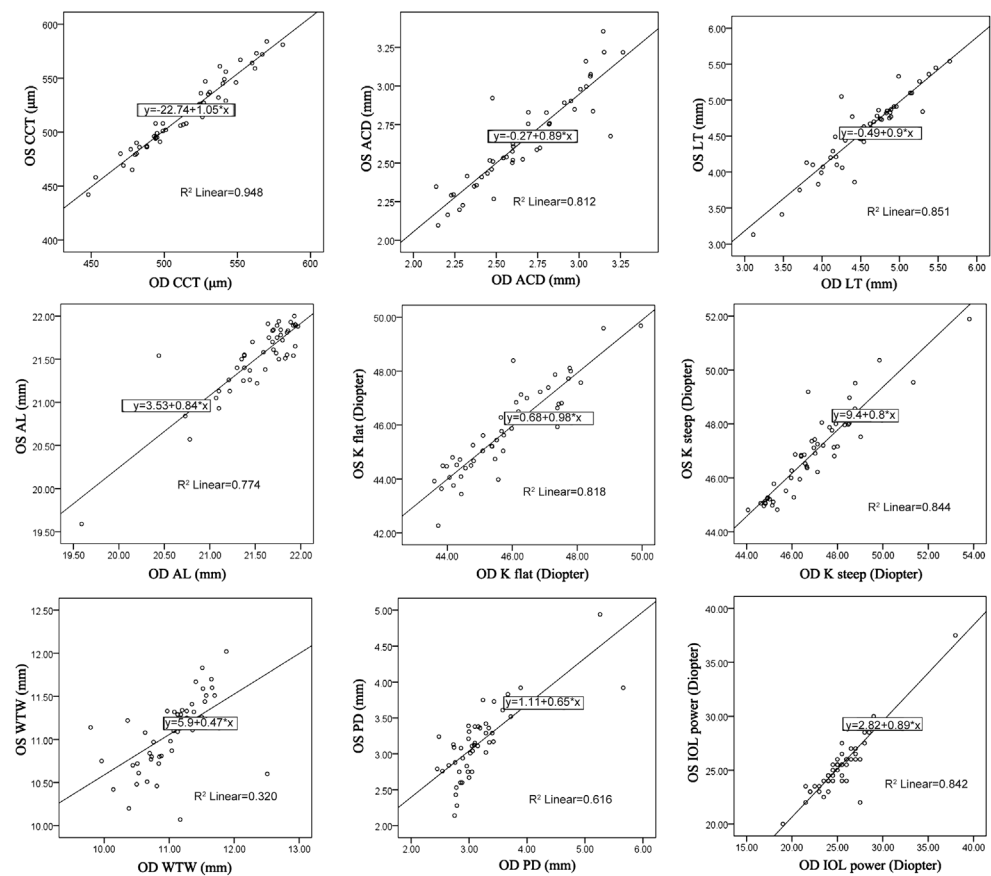 600
550
500
450
400
OS CCT (μm)
y=-22.74+1.05*x
R² Linear=0.948
450 500 550 600
OD CCT (μm)
3.25
3.00
2.75
2.50
2.25
2.00
OS ACD (mm)
y=-0.27+0.89*x
R² Linear=0.812
2.00 2.25 2.50 2.75 3.00 3.25
OD ACD (mm)
6.00
5.00
4.50
4.00
3.50
3.00
OS LT (mm)
y=-0.49+0.9*x
R² Linear=0.851
3.00 3.50 4.00 4.50 5.00 5.50 6.00
OD LT (mm)
22.00
21.50
21.00
20.50
20.00
19.50
OS AL (mm)
y=3.53+0.84*x
R² Linear=0.774
19.50 20.00 20.50 21.00 21.50 22.00
OD AL (mm)
50.00
48.00
46.00
44.00
42.00
OS K flat (Diopter)
y=0.68+0.98*x
R² Linear=0.818
44.00 46.00 48.00 50.00
OD K flat (Diopter)
52.00
50.00
48.00
46.00
44.00
OS K steep (Diopter)
y=9.4+0.8*x
R² Linear=0.844
44.00 46.00 48.00 50.00 52.00 54.00
OD K steep (Diopter)
12.50
12.00
11.50
11.00
10.50
10.00
OS WTW (mm)
y=5.9+0.47*x
R² Linear=0.320
10.00 11.00 12.00 13.00
OD WTW (mm)
5.00
4.50
4.00
3.50
3.00
2.50
2.00
OS PD (mm)
y=1.11+0.65*x
R² Linear=0.616
2.00 3.00 4.00 5.00 6.00
OD PD (mm)
40.00
35.00
30.00
25.00
20.00
OS IOL power (Diopter)
y=2.82+0.89*x
R² Linear=0.842
15.00 20.00 25.00 30.00 35.00 40.00
OD IOL power (Diopter)